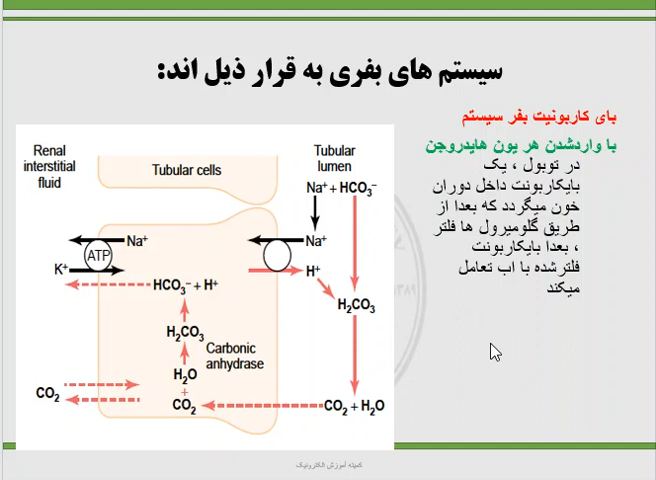 سیستم های بفری به قرار ذیل اند:
بای کاربونیت بفر سیستم
با واردشدن هر یون هایدروجن
در توبول ، یک
بایکاربونت داخل دوران
خون میگردد که بعدا از
طریق گلومیرول ها فلتر
، بعدا بایکاربونت
فلترشده با اب تعامل
میکند
Renal
interstitial
fluid
Tubular cells
Tubular
lumen
Na⁺ + HCO₃⁻
Na⁺
Na⁺
ATP
K⁺
H⁺
HCO₃⁻ + H⁺
H₂CO₃
H₂CO₃
Carbonic
anhydrase
H₂O
+
CO₂
CO₂
CO₂ + H₂O
کمیته آموزش الکترونیک